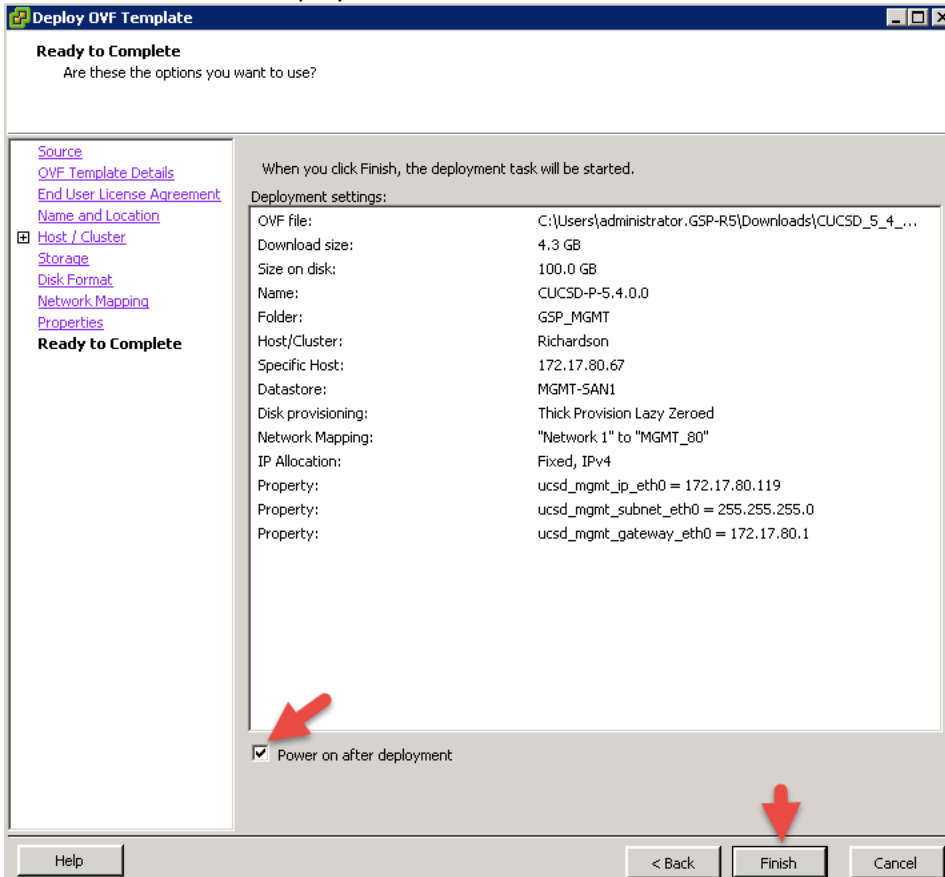 Deploy OVF Template
Ready to Complete
Are these the options you want to use?
Source
OVF Template Details
End User License Agreement
Name and Location
Host / Cluster
Storage
Disk Format
Network Mapping
Properties
Ready to Complete
When you click Finish, the deployment task will be started.
Deployment settings:
OVF file: C:\Users\administrator.GSP-R5\Downloads\CUCSD_5_4_...
Download size: 4.3 GB
Size on disk: 100.0 GB
Name: CUCSD-P-5.4.0.0
Folder: GSP_MGMT
Host/Cluster: Richardson
Specific Host: 172.17.80.67
Datastore: MGMT-SAN1
Disk provisioning: Thick Provision Lazy Zeroed
Network Mapping: "Network 1" to "MGMT_80"
IP Allocation: Fixed, IPv4
Property: ucsd_mgmt_ip_eth0 = 172.17.80.119
Property: ucsd_mgmt_subnet_eth0 = 255.255.255.0
Property: ucsd_mgmt_gateway_eth0 = 172.17.80.1
Power on after deployment
Help
< Back
Finish
Cancel